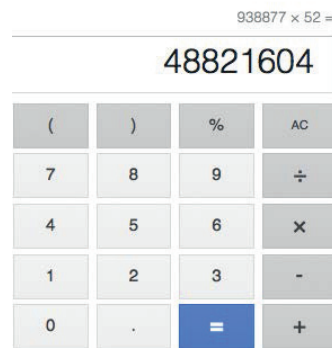 938877 × 52 =
48821604
( ) % AC
7 8 9 ÷
4 5 6 ×
1 2 3 -
0 . = +